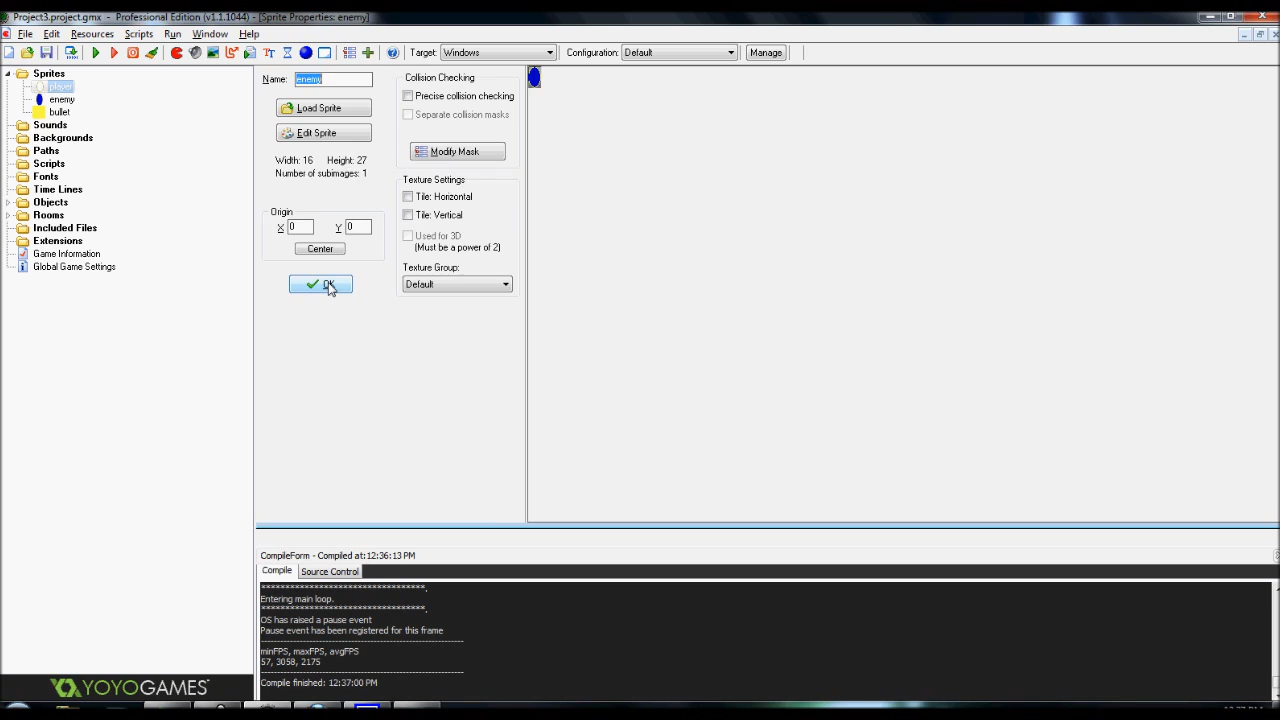 Project3.project.gmx - Professional Edition (v1.1.1044) - [Sprite Properties: enemy]
File Edit Resources Scripts Run Window Help
Target: Windows Configuration: Default Manage
Sprites
player
enemy
bullet
Sounds
Backgrounds
Paths
Scripts
Fonts
Time Lines
Objects
Rooms
Included Files
Extensions
Game Information
Global Game Settings
Name: enemy
Load Sprite
Edit Sprite
Width: 16 Height: 27
Number of subimages: 1
Origin
X 0 Y 0
Center
OK
Collision Checking
Precise collision checking
Separate collision masks
Modify Mask
Texture Settings
Tile: Horizontal
Tile: Vertical
Used for 3D
(Must be a power of 2)
Texture Group:
Default
CompileForm - Compiled at:12:36:13 PM
Compile Source Control
***********************************.
Entering main loop.
***********************************.
OS has raised a pause event
Pause event has been registered for this frame
-------------------------------------------------------------------
minFPS, maxFPS, avgFPS
57, 3058, 2175
-------------------------------------------------------------------
Compile finished: 12:37:00 PM
YOYOGAMES